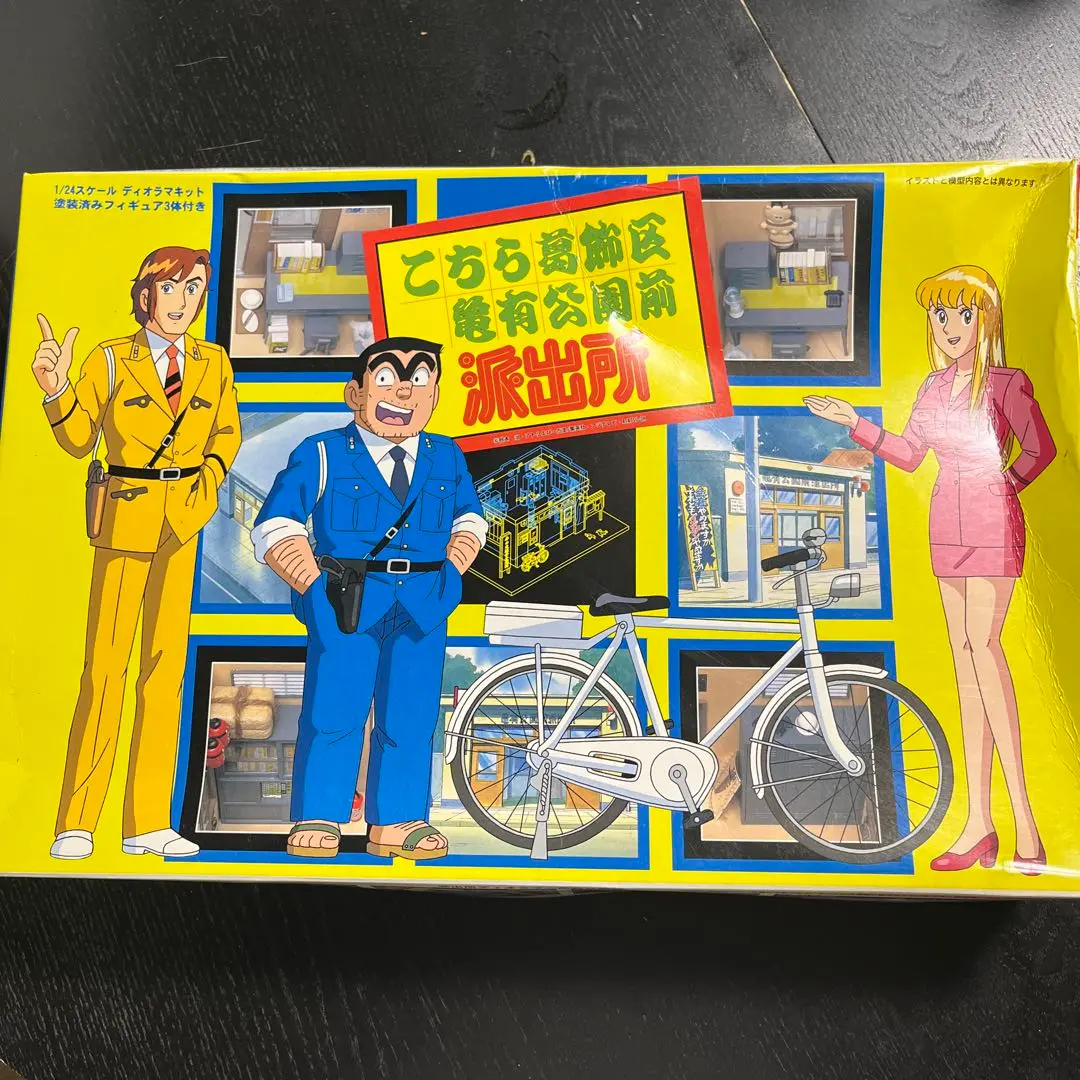 1/24スケール ディオラマキット
塗装済みフィギュア3体付き
イラストと模型内容とは異なります。
こちら葛飾区
亀有公園前
派出所